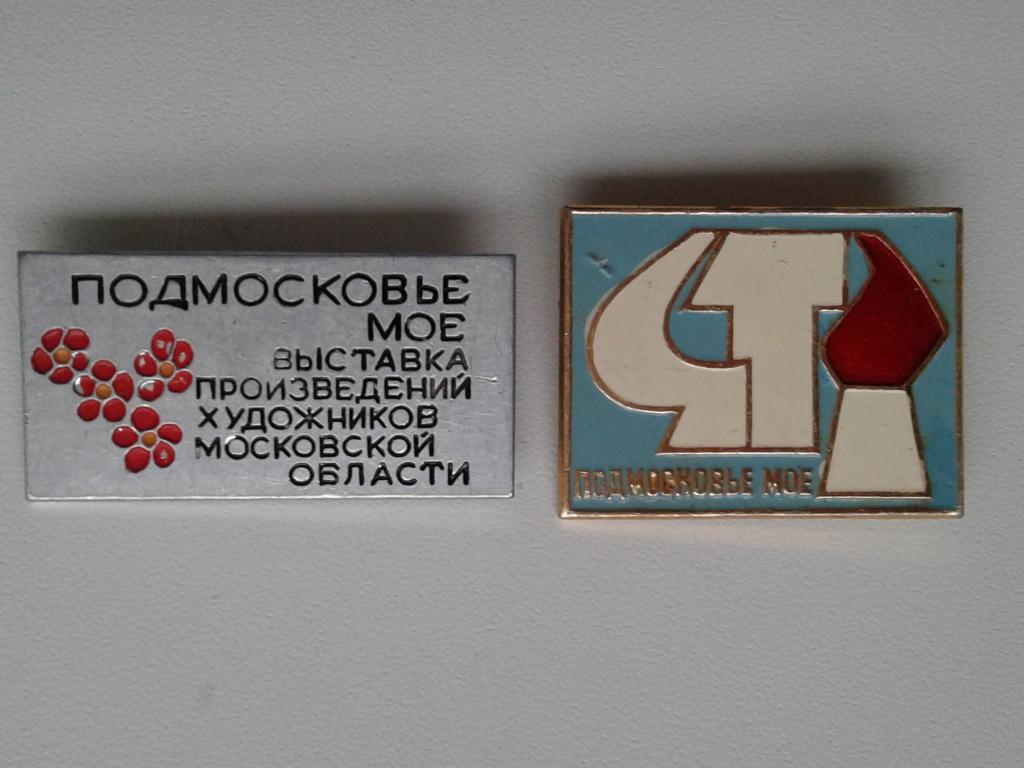 ПОДМОСКОВЬЕ
МОЕ
ВЫСТАВКА
ПРОИЗВЕДЕНИЙ
ХУДОЖНИКОВ
МОСКОВСКОЙ
ОБЛАСТИ
ПОДМОСКОВЬЕ МОЕ